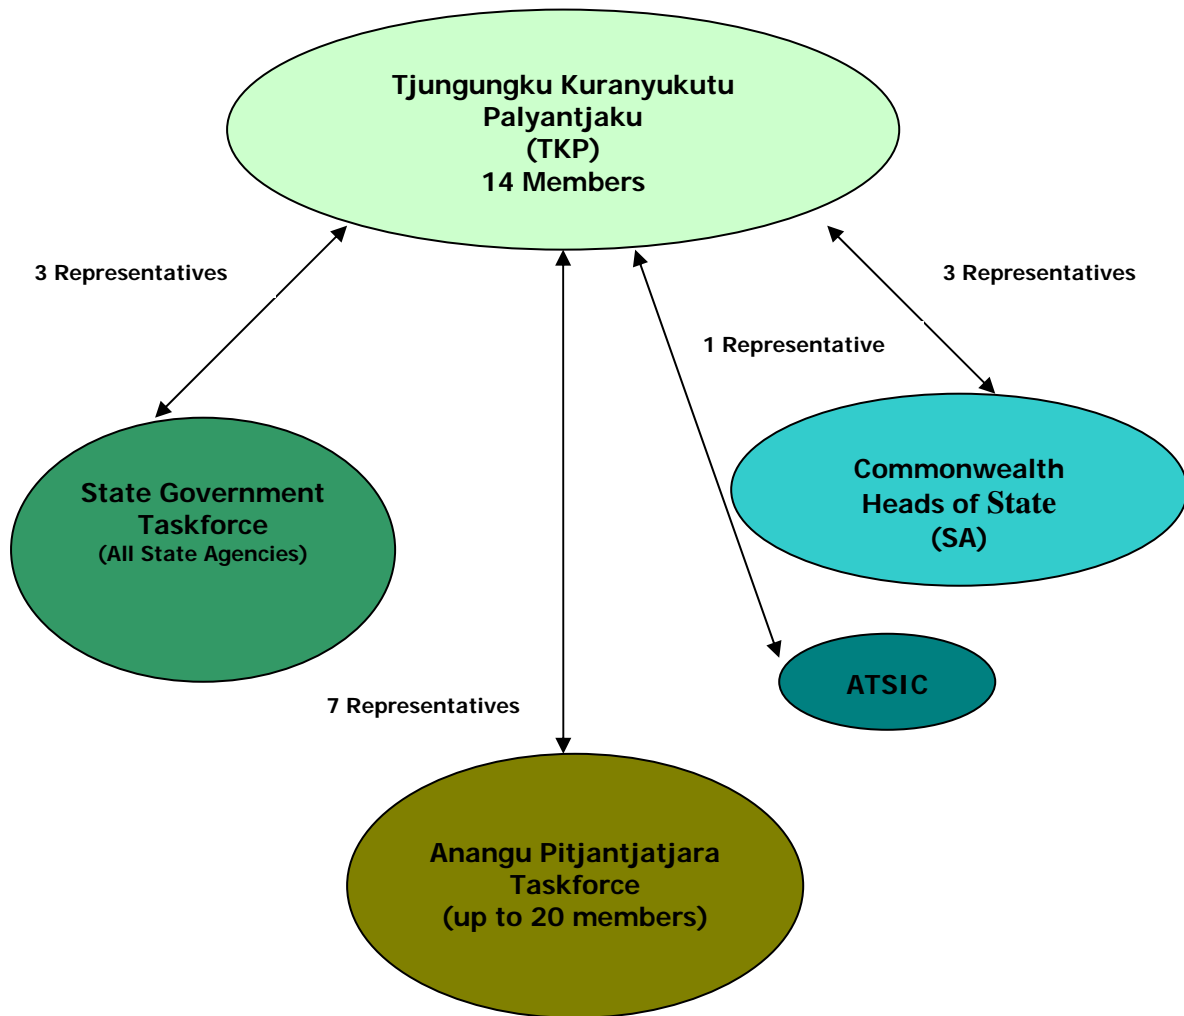 Tjungungku Kuranyukutu
Palyantjaku
(TKP)
14 Members
3 Representatives
3 Representatives
1 Representative
State Government
Taskforce
(All State Agencies)
Commonwealth
Heads of State
(SA)
ATSIC
7 Representatives
Anangu Pitjantjatjara
Taskforce
(up to 20 members)